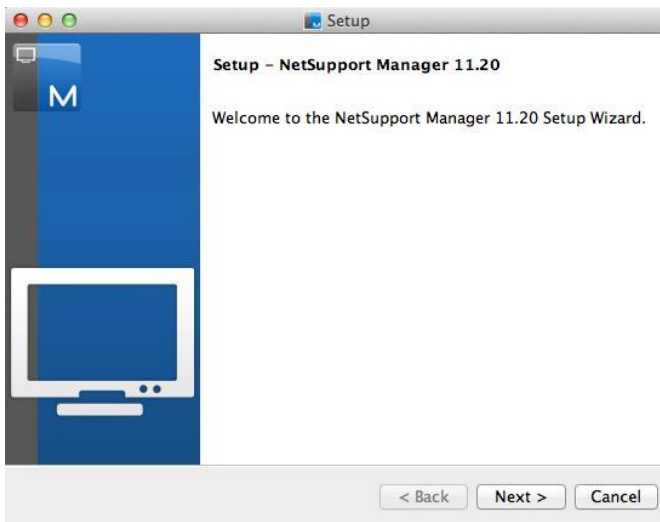 Setup
M
Setup – NetSupport Manager 11.20
Welcome to the NetSupport Manager 11.20 Setup Wizard.
< Back Next > Cancel